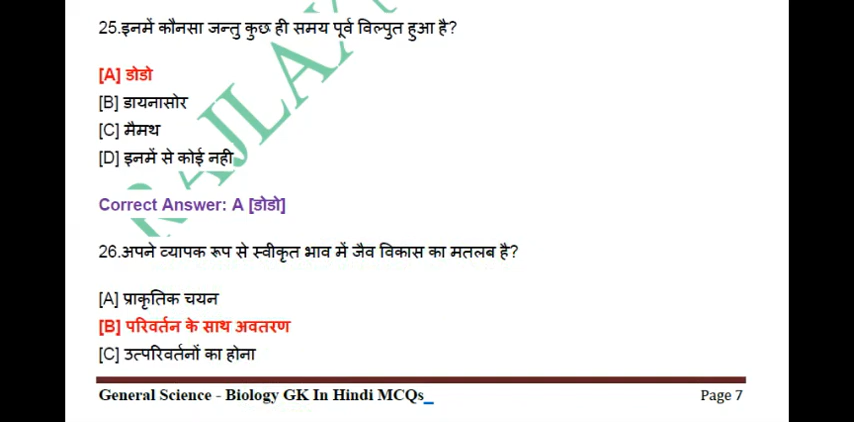 25.इनमें कौनसा जन्तु कुछ ही समय पूर्व विल्पुत हुआ है?
[A] डोडो
[B] डायनासोर
[C] मैमथ
[D] इनमें से कोई नही
Correct Answer: A [डोडो]
26.अपने व्यापक रूप से स्वीकृत भाव में जैव विकास का मतलब है?
[A] प्राकृतिक चयन
[B] परिवर्तन के साथ अवतरण
[C] उत्परिवर्तनों का होना
General Science - Biology GK In Hindi MCQs_ Page 7